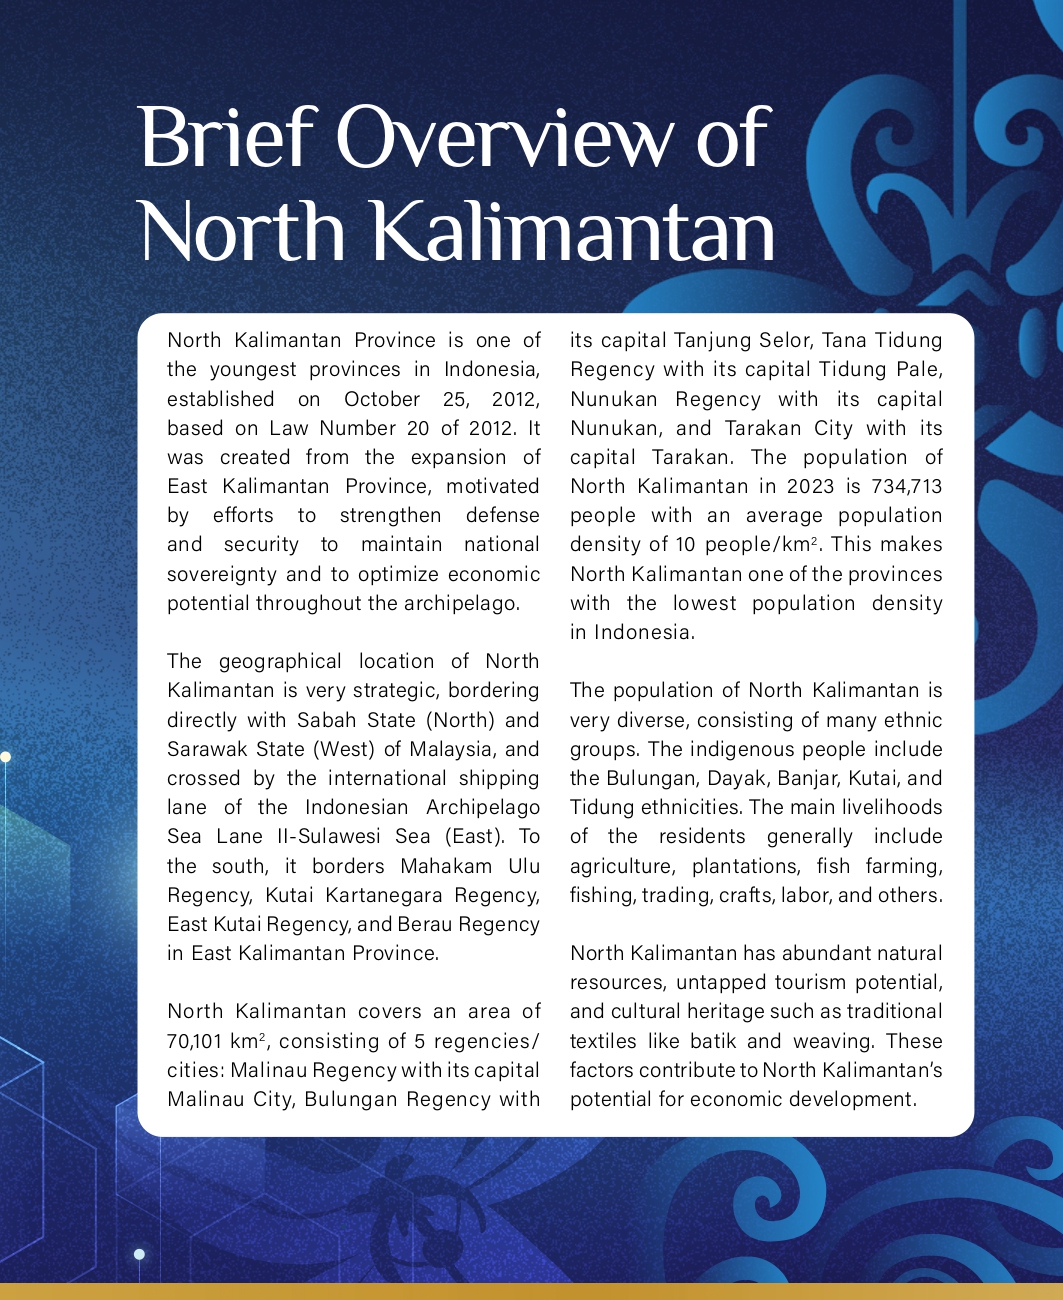 Brief Overview of
North Kalimantan
North Kalimantan Province is one of
the youngest provinces in Indonesia,
established on October 25, 2012,
based on Law Number 20 of 2012. It
was created from the expansion of
East Kalimantan Province, motivated
by efforts to strengthen defense
and security to maintain national
sovereignty and to optimize economic
potential throughout the archipelago.
The geographical location of North
Kalimantan is very strategic, bordering
directly with Sabah State (North) and
Sarawak State (West) of Malaysia, and
crossed by the international shipping
lane of the Indonesian Archipelago
Sea Lane II-Sulawesi Sea (East). To
the south, it borders Mahakam Ulu
Regency, Kutai Kartanegara Regency,
East Kutai Regency, and Berau Regency
in East Kalimantan Province.
North Kalimantan covers an area of
70,101 km², consisting of 5 regencies/
cities: Malinau Regency with its capital
Malinau City, Bulungan Regency with
its capital Tanjung Selor, Tana Tidung
Regency with its capital Tidung Pale,
Nunukan Regency with its capital
Nunukan, and Tarakan City with its
capital Tarakan. The population of
North Kalimantan in 2023 is 734,713
people with an average population
density of 10 people/km². This makes
North Kalimantan one of the provinces
with the lowest population density
in Indonesia.
The population of North Kalimantan is
very diverse, consisting of many ethnic
groups. The indigenous people include
the Bulungan, Dayak, Banjar, Kutai, and
Tidung ethnicities. The main livelihoods
of the residents generally include
agriculture, plantations, fish farming,
fishing, trading, crafts, labor, and others.
North Kalimantan has abundant natural
resources, untapped tourism potential,
and cultural heritage such as traditional
textiles like batik and weaving. These
factors contribute to North Kalimantan’s
potential for economic development.